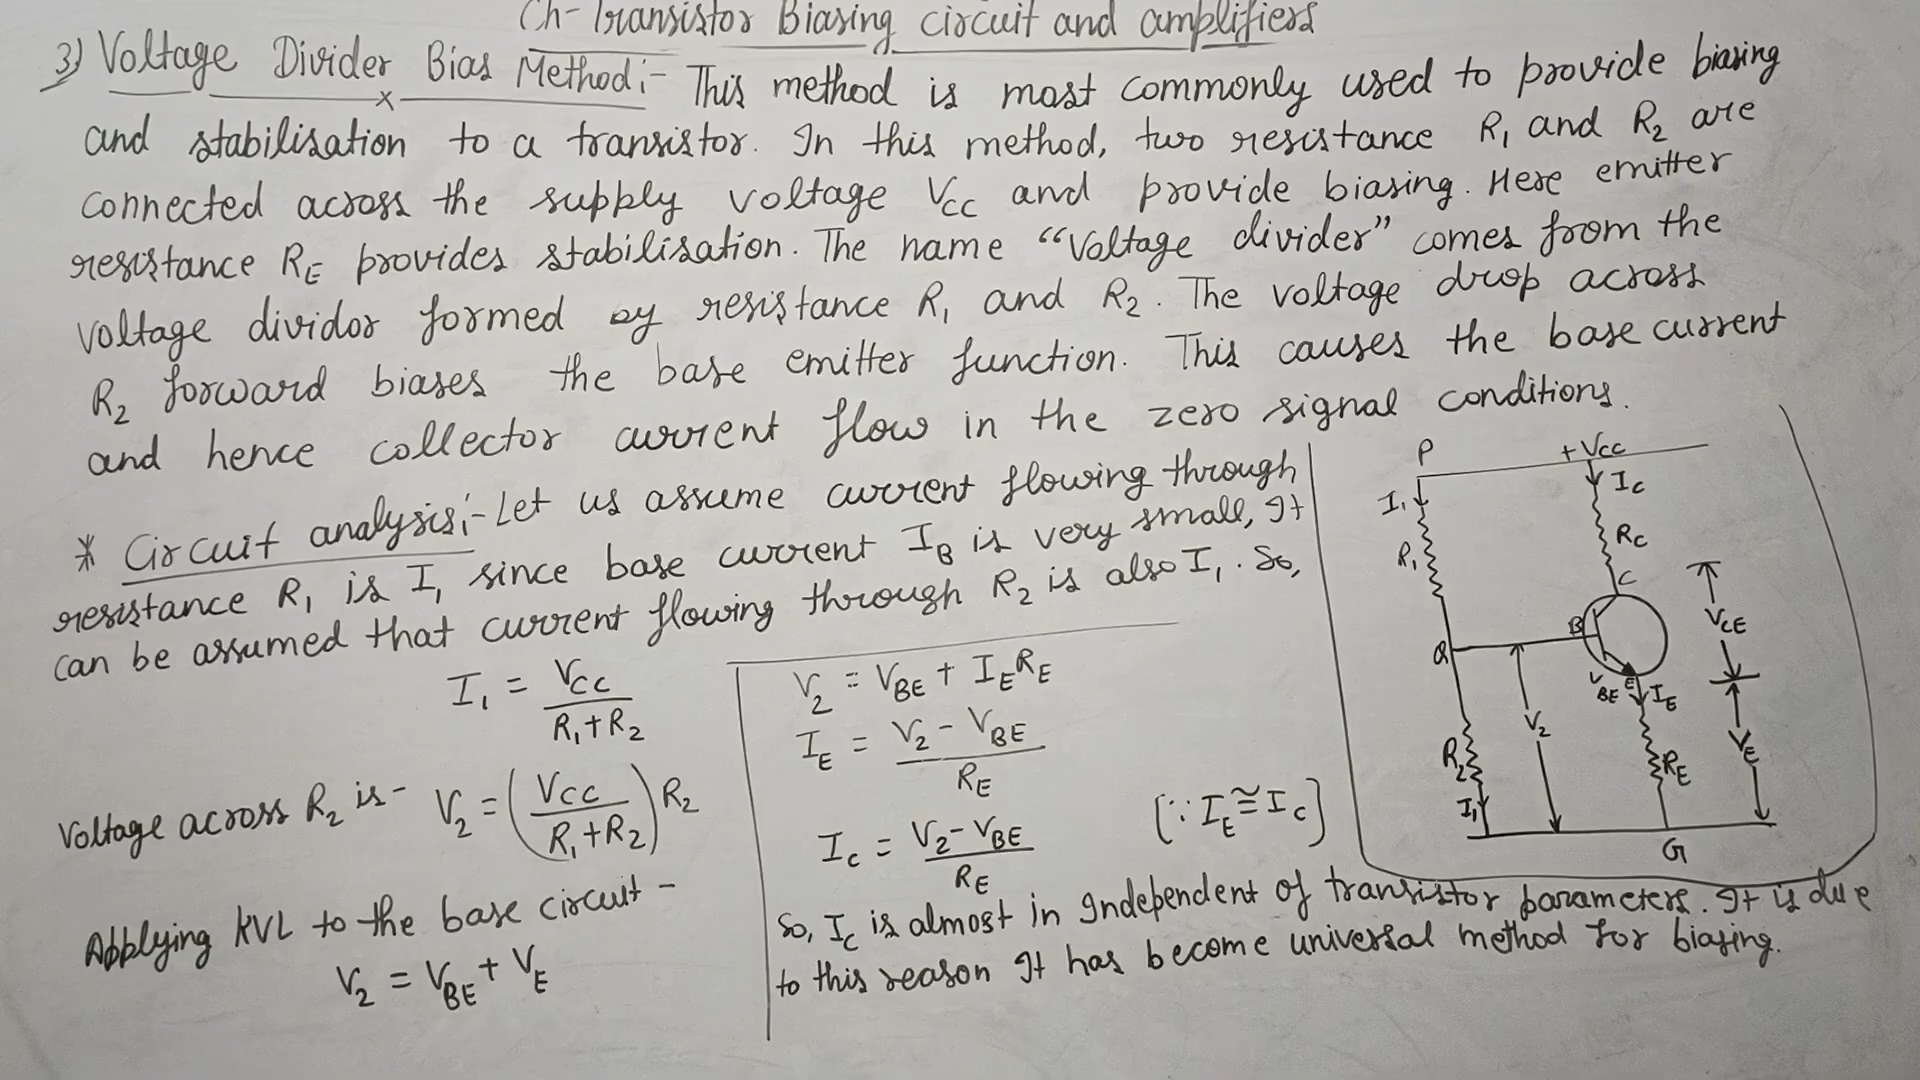 Ch- Transistor Biasing circuit and amplifiers
3) Voltage Divider Bias Method:- This method is most commonly used to provide biasing
and stabilisation to a transistor. In this method, two resistance R₁ and R₂ are
connected across the supply voltage VCC and provide biasing. Here emitter
resistance RE provides stabilisation. The name “Voltage divider” comes from the
voltage dividor formed by resistance R₁ and R₂. The voltage drop across
R₂ forward biases the base emitter function. This causes the base current
and hence collector current flow in the zero signal conditions.
* Circuit analysis:- Let us assume current flowing through
resistance R₁ is I₁ since base current IB is very small, It
can be assumed that current flowing through R₂ is also I₁. So,
I₁ = VCC / (R₁+R₂)
Voltage across R₂ is- V₂ = (VCC / (R₁+R₂)) R₂
Applying KVL to the base circuit -
V₂ = VBE + VE
V₂ = VBE + IERE
IE = (V₂ - VBE) / RE
IC = (V₂ - VBE) / RE [∵ IE ≅ IC]
So, IC is almost in Independent of transistor parameters. It is due
to this reason It has become universal method for biasing.
P +VCC
I₁ IC
R₁ RC
C
B VCE
Q
VBE E IE
V₂
R₂ RE VE
I₁
G